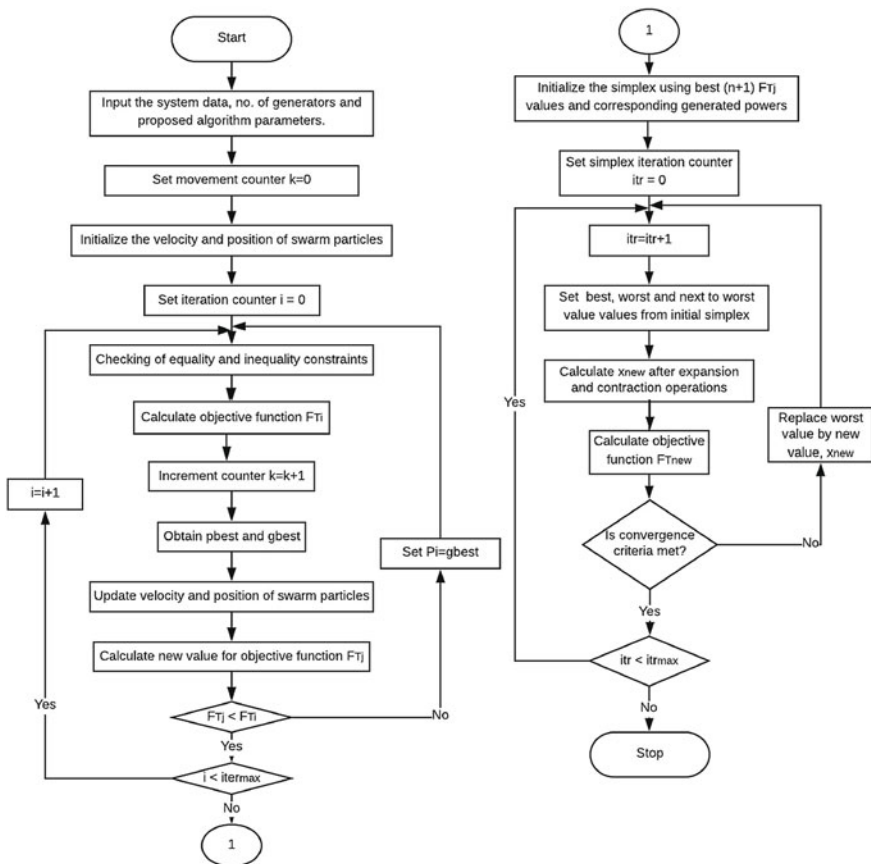 Start
Input the system data, no. of generators and
proposed algorithm parameters.
Set movement counter k=0
Initialize the velocity and position of swarm particles
Set iteration counter i = 0
Checking of equality and inequality constraints
Calculate objective function FTi
Increment counter k=k+1
i=i+1
Obtain pbest and gbest
Set Pi=gbest
Update velocity and position of swarm particles
Calculate new value for objective function FTj
Yes
FTj < FTi
No
Yes
i < itermax
No
1
1
Initialize the simplex using best (n+1) FTj
values and corresponding generated powers
Set simplex iteration counter
itr = 0
itr=itr+1
Set best, worst and next to worst
value values from initial simplex
Calculate xnew after expansion
and contraction operations
Yes
Calculate objective
function FTnew
Replace worst
value by new
value, xnew
Is convergence
criteria met?
No
Yes
itr < itrmax
No
Stop